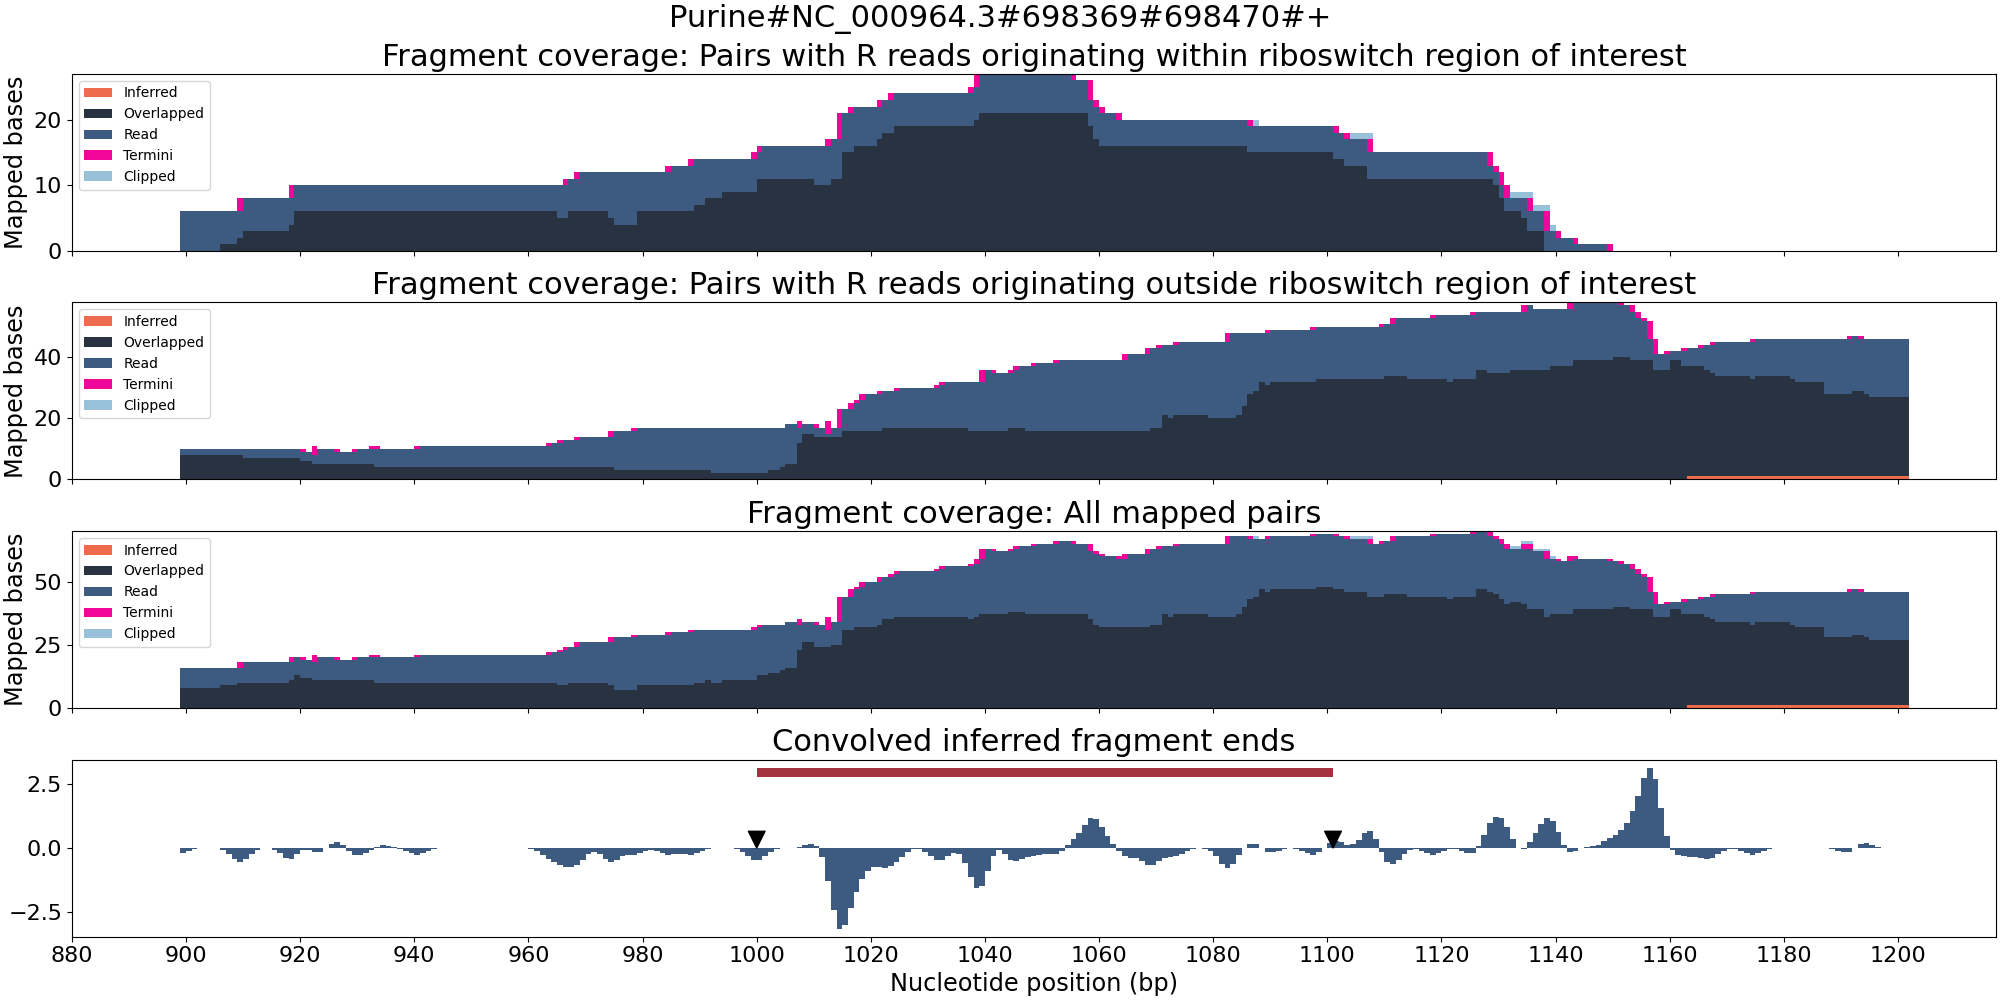 Purine#NC_000964.3#698369#698470#+
Fragment coverage: Pairs with R reads originating within riboswitch region of interest
Mapped bases
20
10
0
Inferred
Overlapped
Read
Termini
Clipped
Fragment coverage: Pairs with R reads originating outside riboswitch region of interest
Mapped bases
40
20
0
Inferred
Overlapped
Read
Termini
Clipped
Fragment coverage: All mapped pairs
Mapped bases
50
25
0
Inferred
Overlapped
Read
Termini
Clipped
Convolved inferred fragment ends
2.5
0.0
−2.5
880 900 920 940 960 980 1000 1020 1040 1060 1080 1100 1120 1140 1160 1180 1200
Nucleotide position (bp)